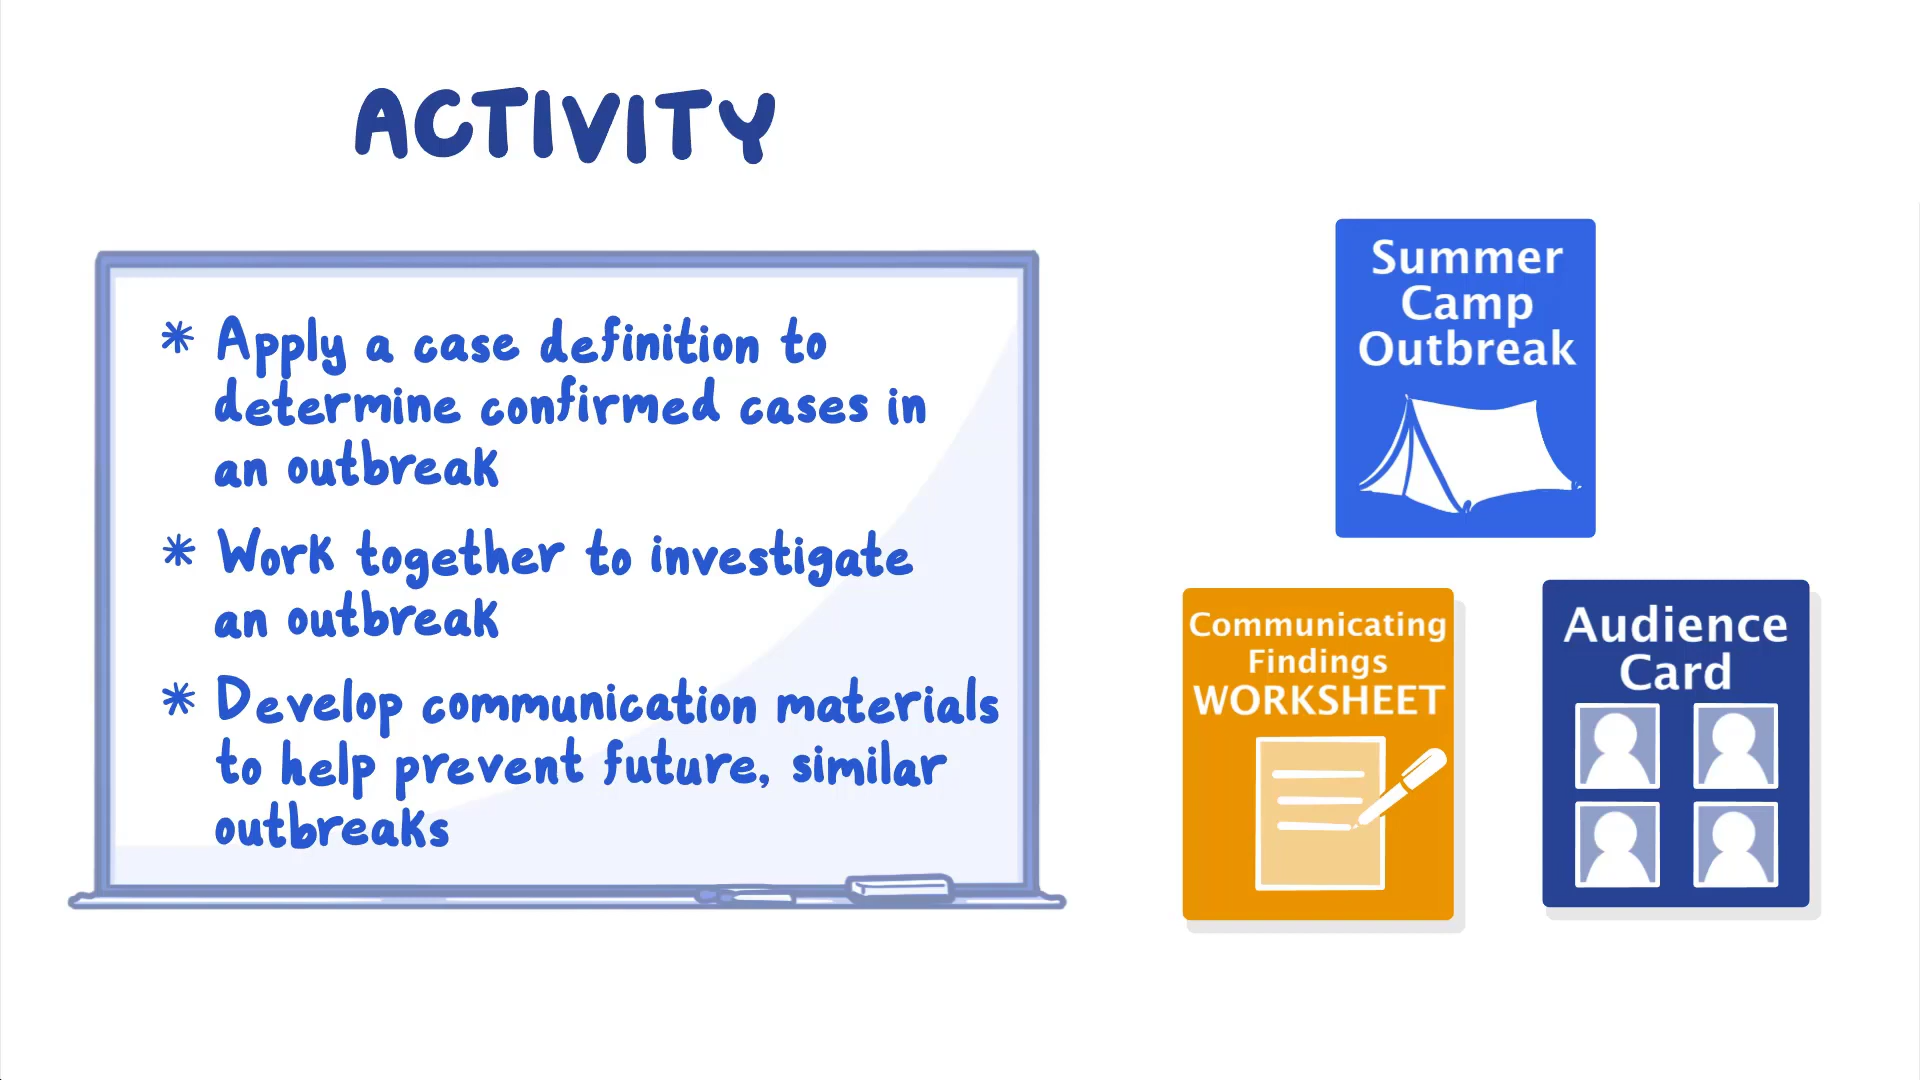 ACTIVITY
* Apply a case definition to
determine confirmed cases in
an outbreak
* Work together to investigate
an outbreak
* Develop communication materials
to help prevent future, similar
outbreaks
Summer
Camp
Outbreak
Communicating
Findings
WORKSHEET
Audience
Card